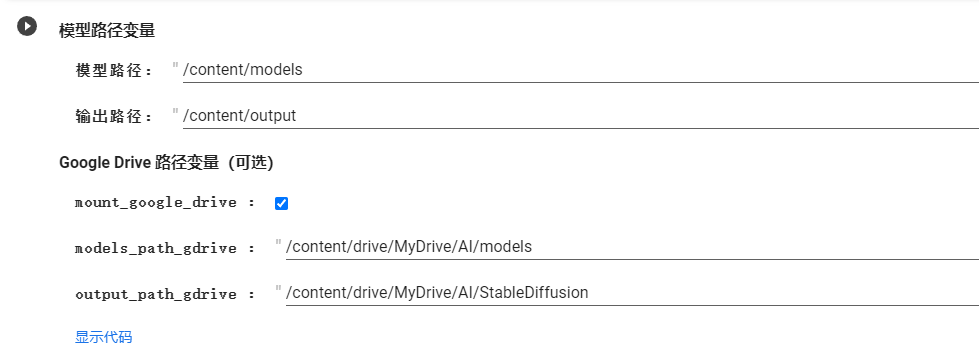 模型路径变量
模型路径： " /content/models
输出路径： " /content/output
Google Drive 路径变量（可选）
mount_google_drive ：
models_path_gdrive ： " /content/drive/MyDrive/AI/models
output_path_gdrive ： " /content/drive/MyDrive/AI/StableDiffusion
显示代码